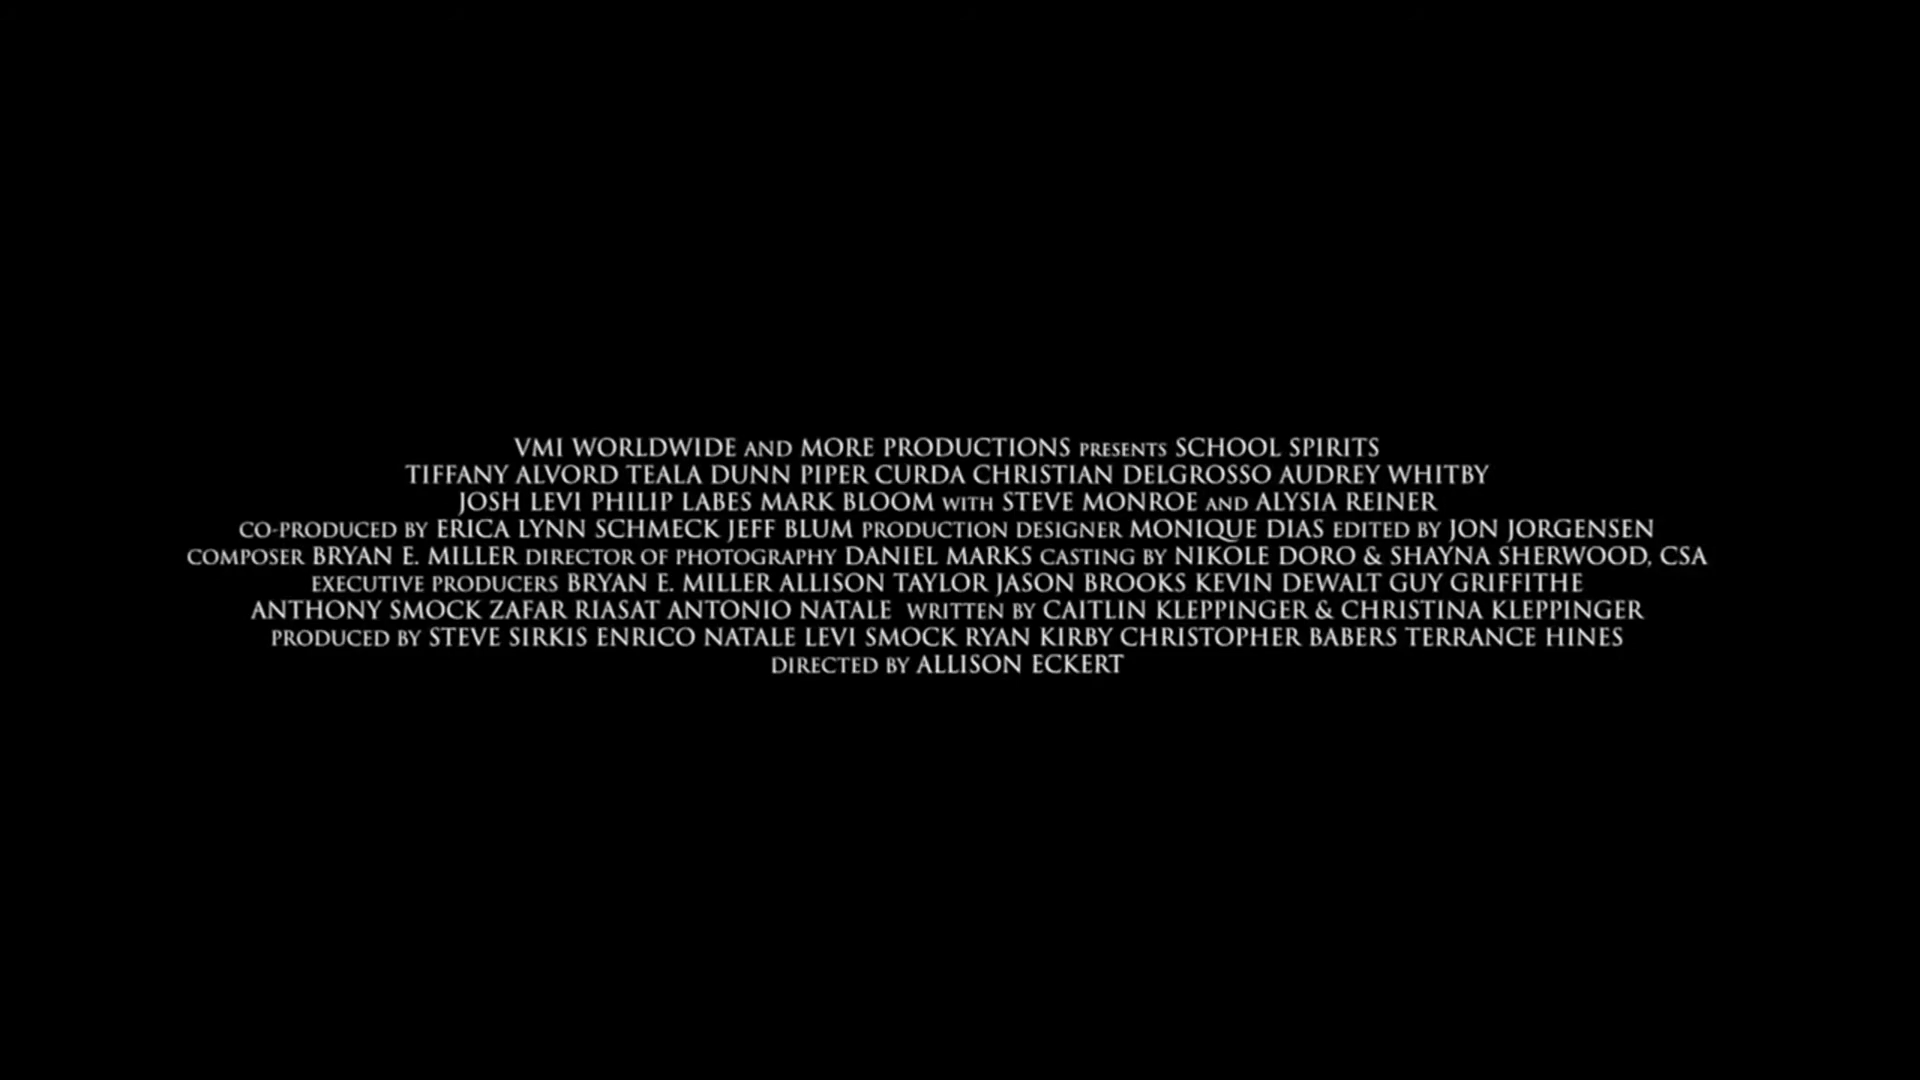 VMI WORLDWIDE AND MORE PRODUCTIONS PRESENTS SCHOOL SPIRITS
TIFFANY ALVORD TEALA DUNN PIPER CURDA CHRISTIAN DELGROSSO AUDREY WHITBY
JOSH LEVI PHILIP LABES MARK BLOOM WITH STEVE MONROE AND ALYSIA REINER
CO-PRODUCED BY ERICA LYNN SCHMECK JEFF BLUM PRODUCTION DESIGNER MONIQUE DIAS EDITED BY JON JORGENSEN
COMPOSER BRYAN E. MILLER DIRECTOR OF PHOTOGRAPHY DANIEL MARKS CASTING BY NIKOLE DORO & SHAYNA SHERWOOD, CSA
EXECUTIVE PRODUCERS BRYAN E. MILLER ALLISON TAYLOR JASON BROOKS KEVIN DEWALT GUY GRIFFITHE
ANTHONY SMOCK ZAFAR RIASAT ANTONIO NATALE WRITTEN BY CAITLIN KLEPPINGER & CHRISTINA KLEPPINGER
PRODUCED BY STEVE SIRKIS ENRICO NATALE LEVI SMOCK RYAN KIRBY CHRISTOPHER BABERS TERRANCE HINES
DIRECTED BY ALLISON ECKERT